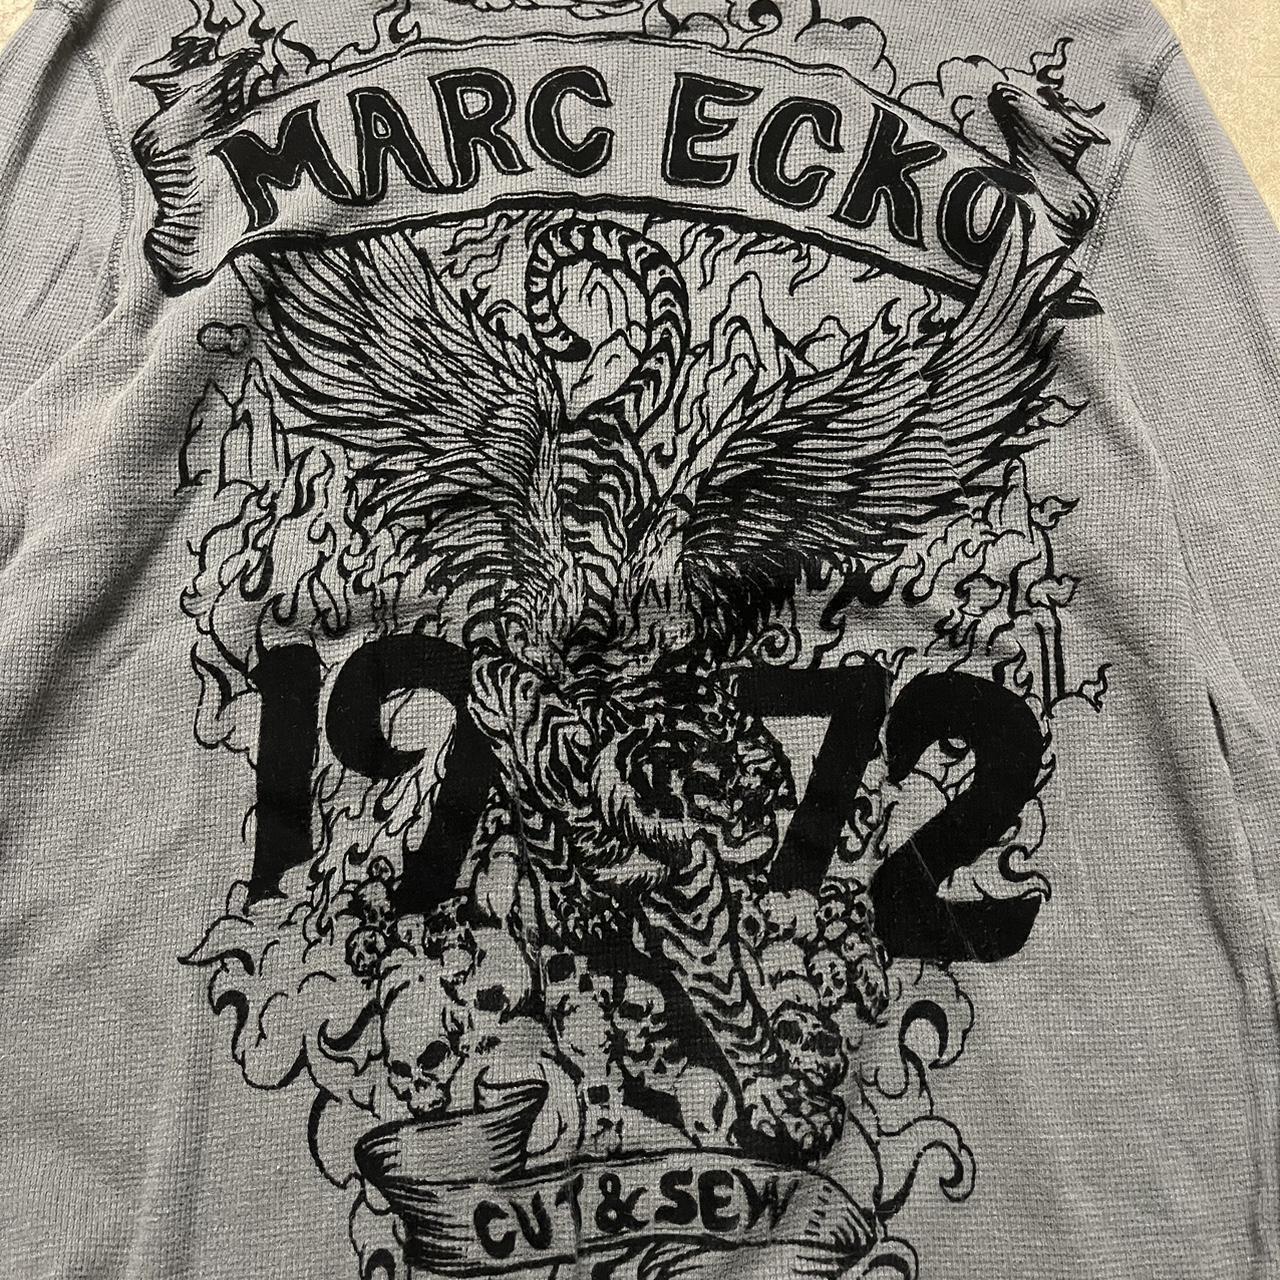 MARC ECKO
1972
CUT & SEW